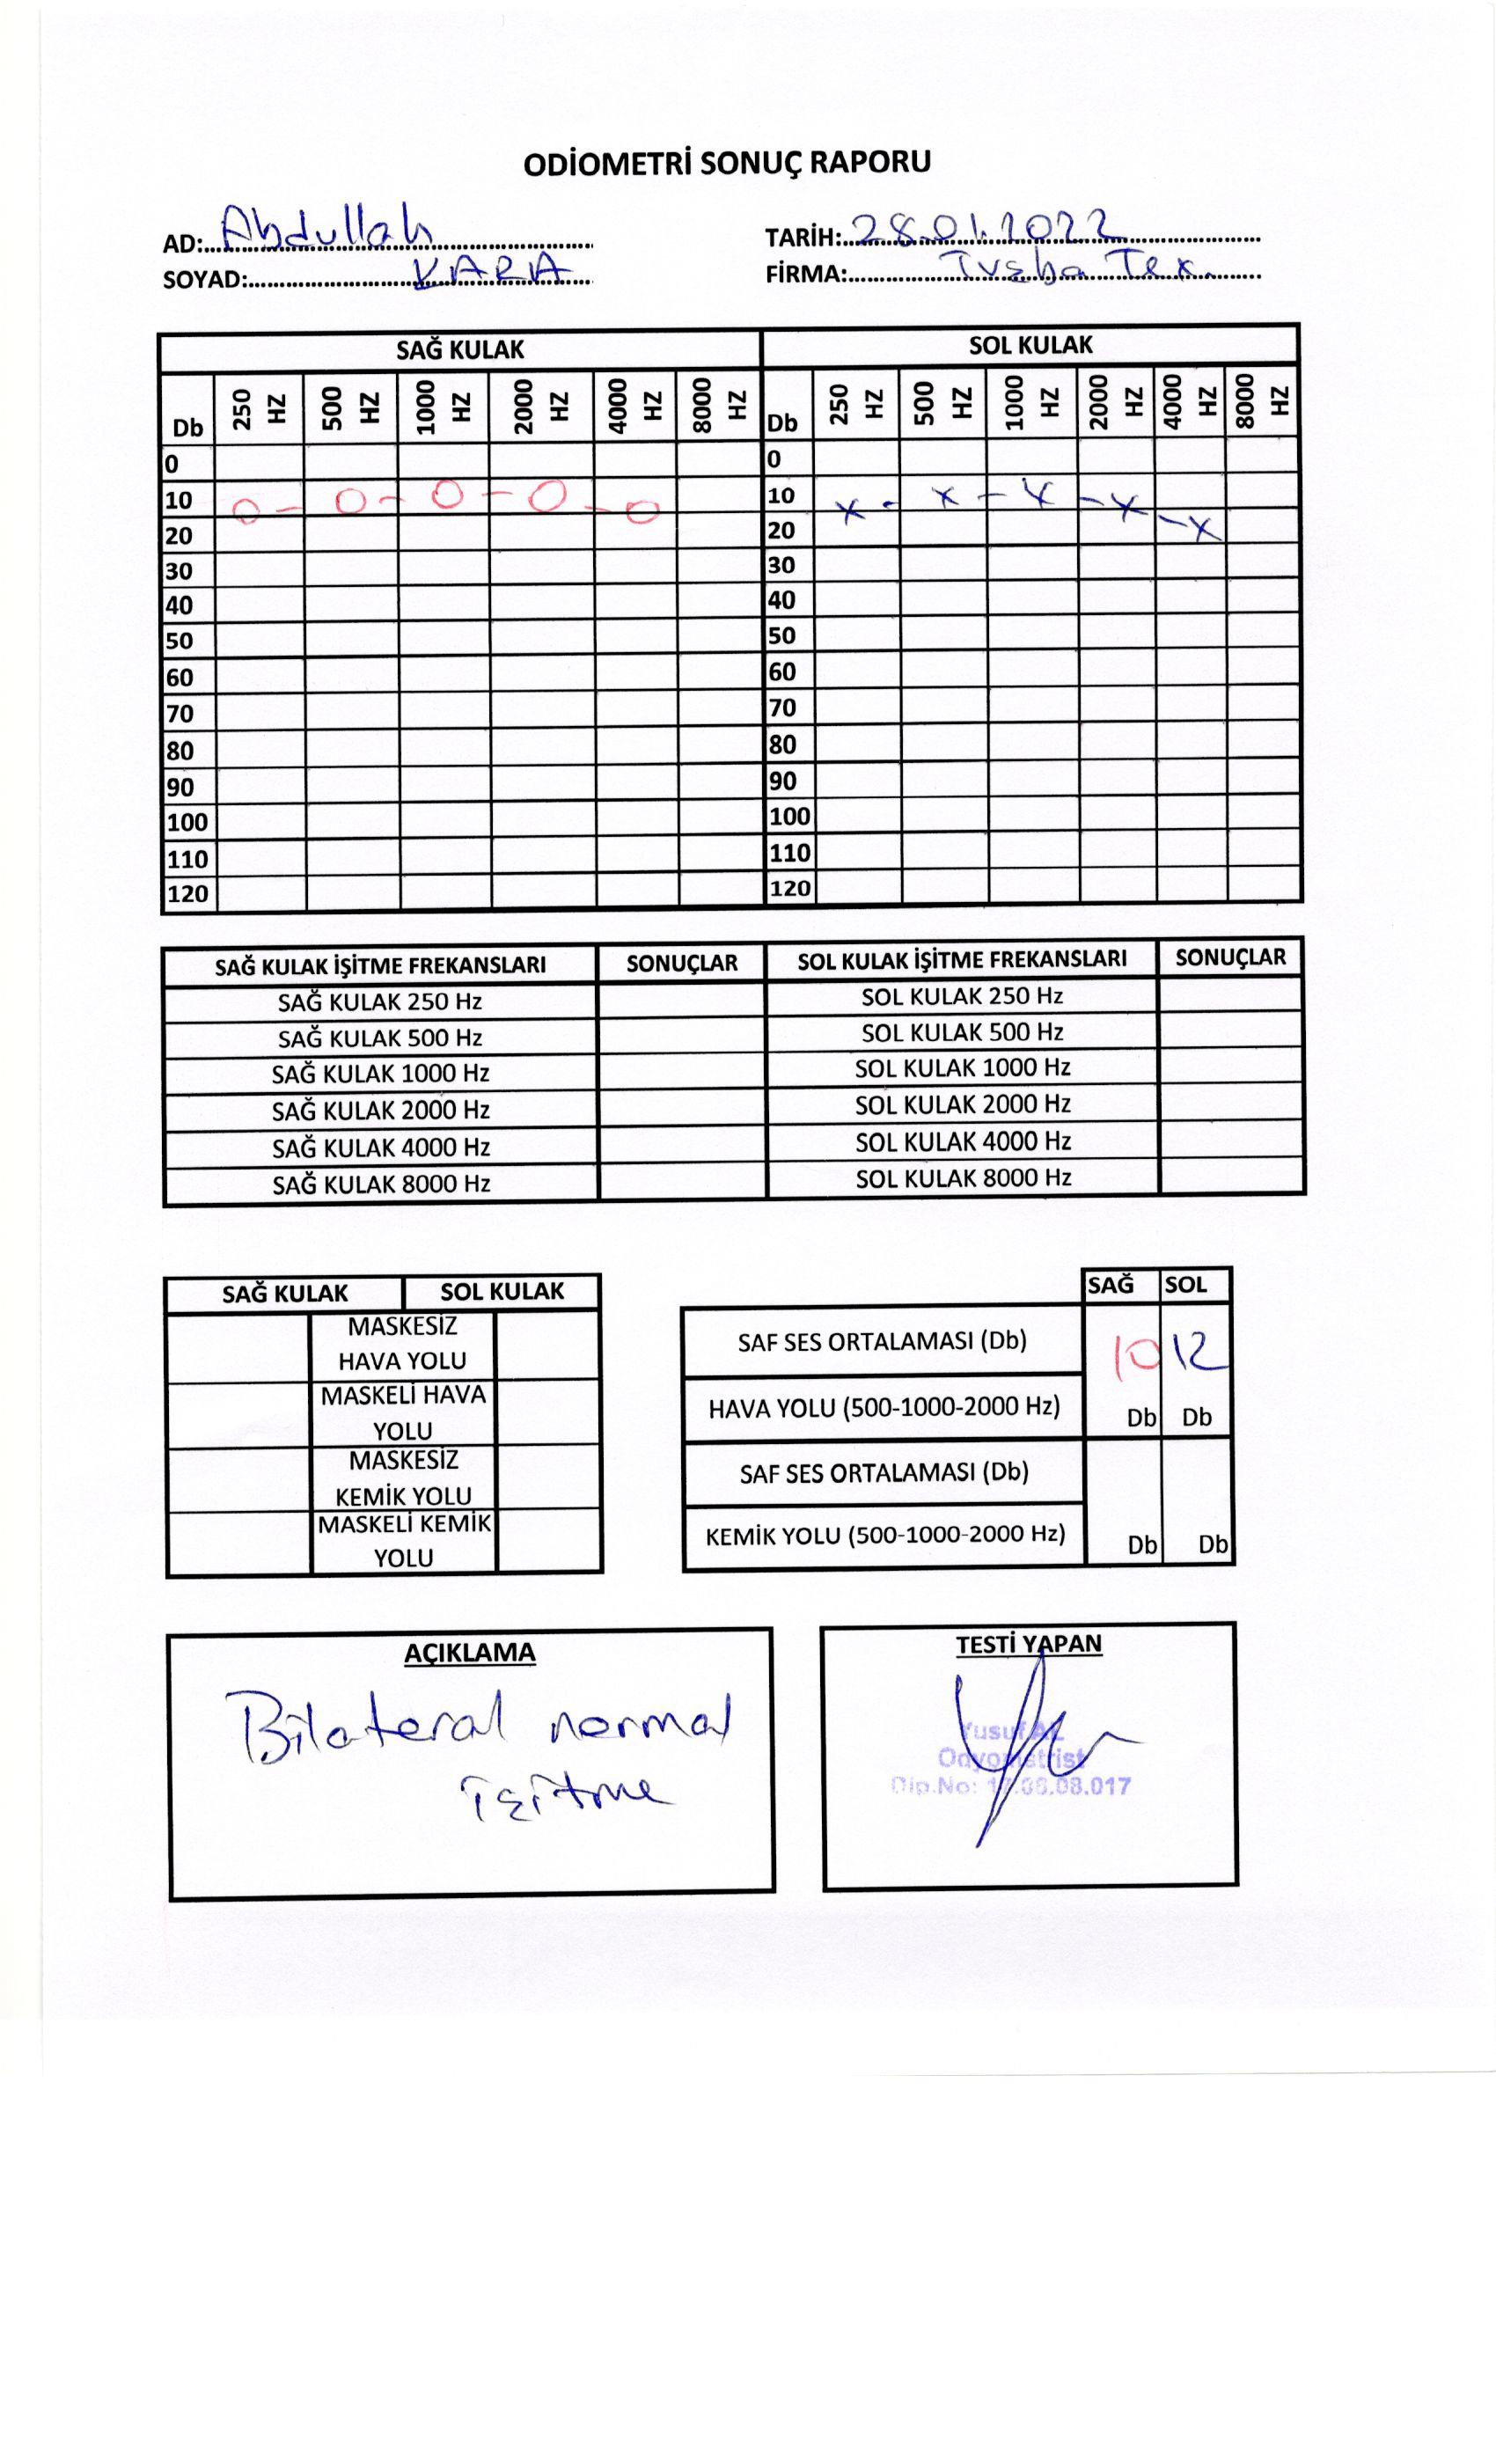 ODİOMETRİ SONUÇ RAPORU
AD: Abdullah
TARİH: 28.01.2022
SOYAD: KARA
FİRMA: Tuğba Tex.
SAĞ KULAK SOL KULAK
Db 250 HZ 500 HZ 1000 HZ 2000 HZ 4000 HZ 8000 HZ Db 250 HZ 500 HZ 1000 HZ 2000 HZ 4000 HZ 8000 HZ
0 0
10 O - O - O - O - O 10 x - x - x - x - x
20 20
30 30
40 40
50 50
60 60
70 70
80 80
90 90
100 100
110 110
120 120
SAĞ KULAK İŞİTME FREKANSLARI SONUÇLAR SOL KULAK İŞİTME FREKANSLARI SONUÇLAR
SAĞ KULAK 250 Hz SOL KULAK 250 Hz
SAĞ KULAK 500 Hz SOL KULAK 500 Hz
SAĞ KULAK 1000 Hz SOL KULAK 1000 Hz
SAĞ KULAK 2000 Hz SOL KULAK 2000 Hz
SAĞ KULAK 4000 Hz SOL KULAK 4000 Hz
SAĞ KULAK 8000 Hz SOL KULAK 8000 Hz
SAĞ KULAK SOL KULAK
MASKESİZ
HAVA YOLU
MASKELİ HAVA
YOLU
MASKESİZ
KEMİK YOLU
MASKELİ KEMİK
YOLU
SAĞ SOL
SAF SES ORTALAMASI (Db) 10 12
HAVA YOLU (500-1000-2000 Hz) Db Db
SAF SES ORTALAMASI (Db)
KEMİK YOLU (500-1000-2000 Hz) Db Db
AÇIKLAMA
Bilateral normal
işitme
TESTİ YAPAN
Yusuf
Odyometrist
Dip.No: